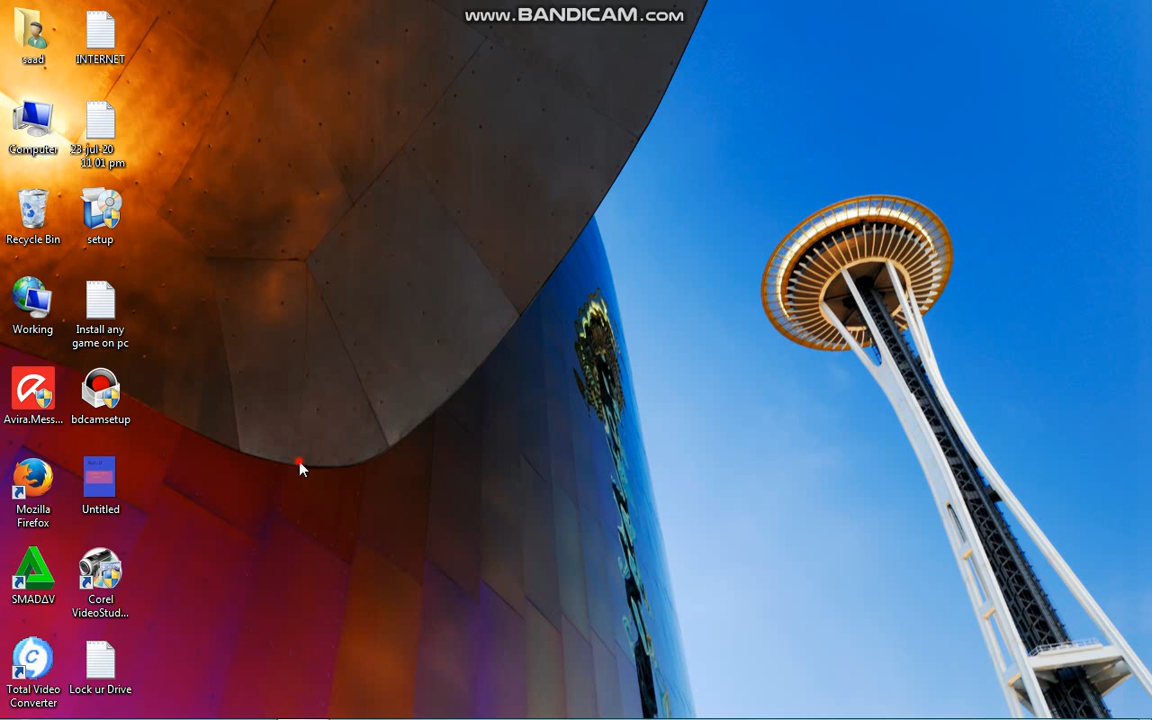 www.BANDICAM.com
saad
INTERNET
Computer
23-jul-20
11 01 pm
Recycle Bin
setup
Working
Install any
game on pc
Avira.Mess...
bdcamsetup
Mozilla
Firefox
Untitled
SMADΔV
Corel
VideoStud...
Total Video
Converter
Lock ur Drive